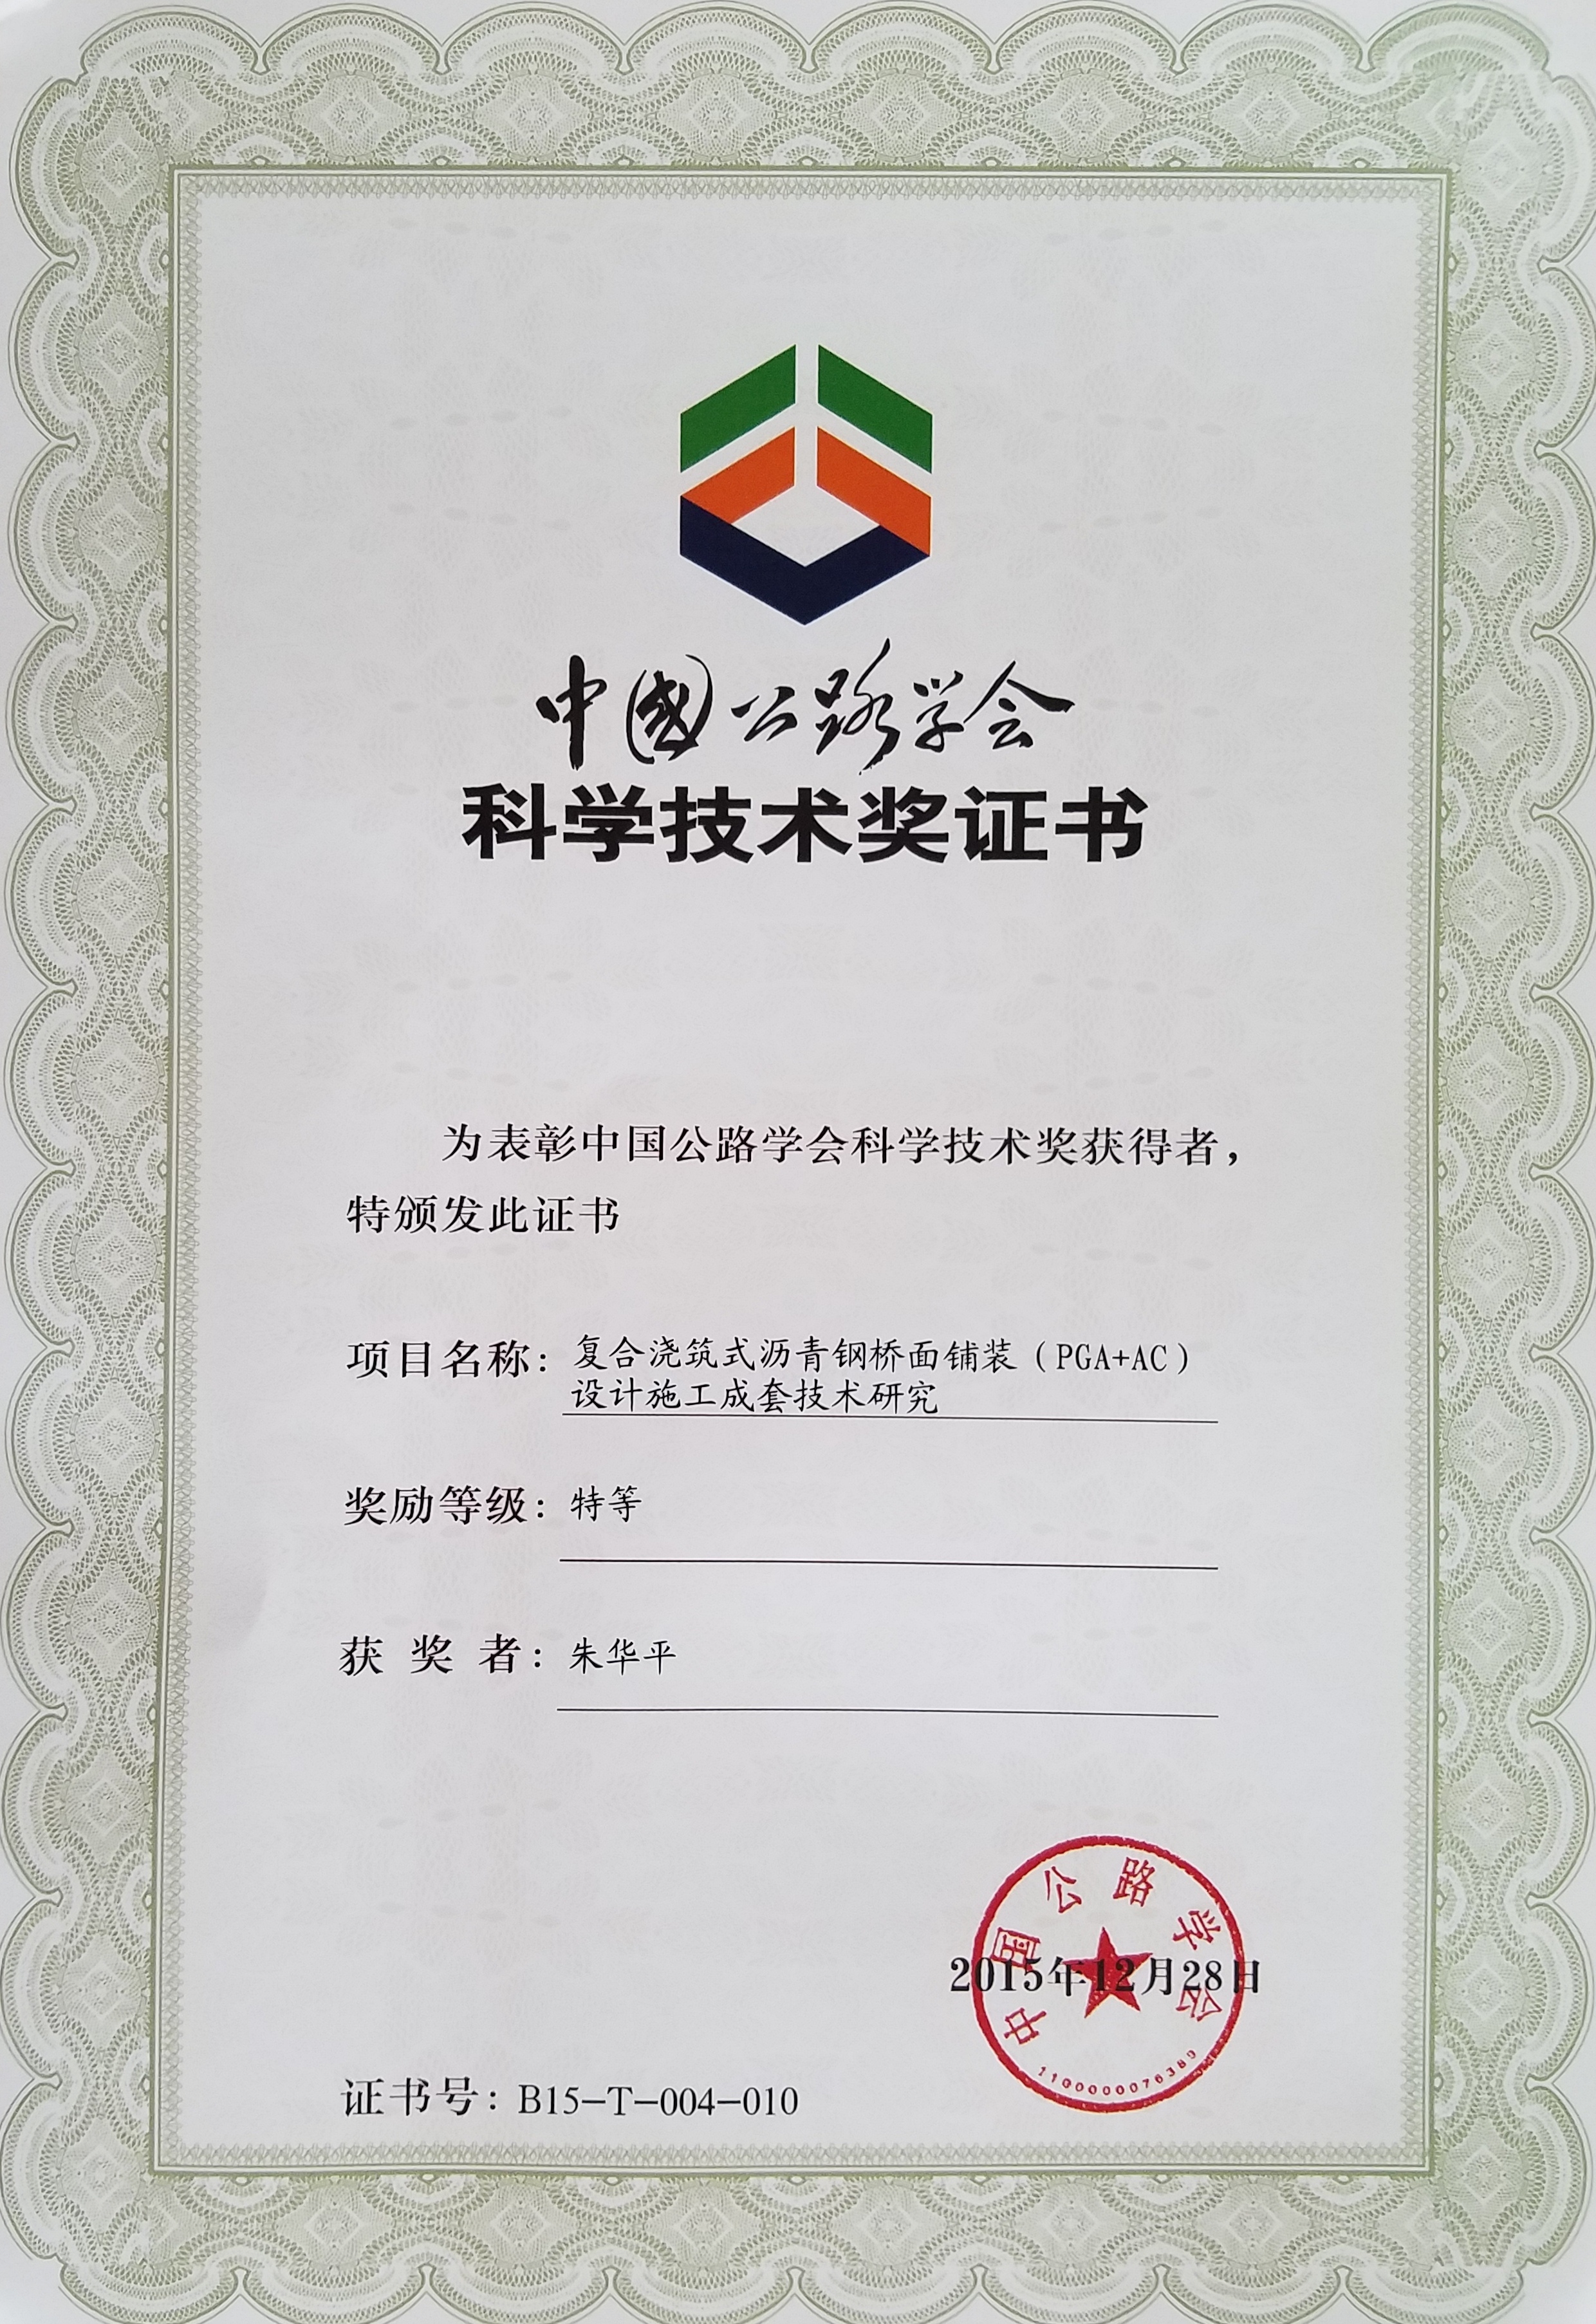 中国公路学会
科学技术奖证书
为表彰中国公路学会科学技术奖获得者，
特颁发此证书
项目名称：复合浇筑式沥青钢桥面铺装（PGA+AC）
设计施工成套技术研究
奖励等级：特等
获奖者：朱华平
中国公路学会
2015年12月28日
1100000076389
证书号：B15-T-004-010